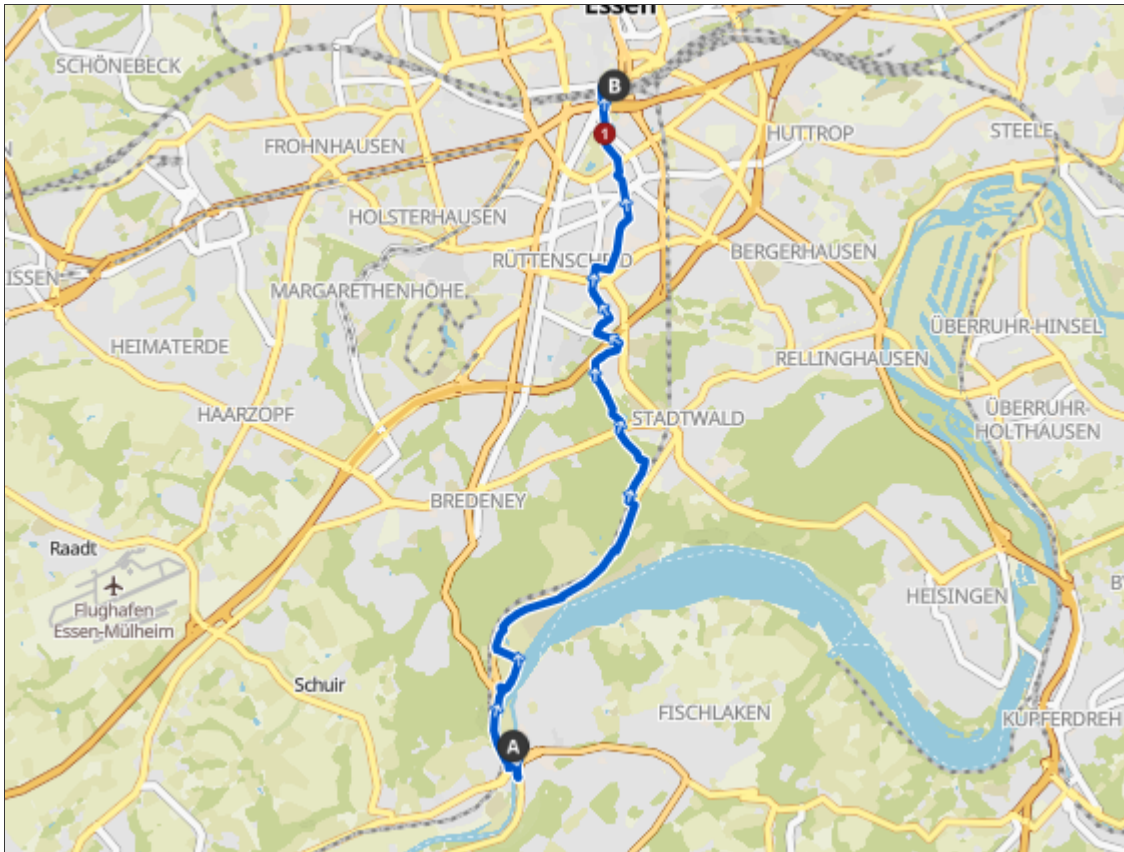 Essen
SCHÖNEBECK
B
1
HUTTROP
STEELE
FROHNHAUSEN
HOLSTERHAUSEN
RÜTTENSCHEID
BERGERHAUSEN
MARGARETHENHÖHE
ÜBERRUHR-HINSEL
HEIMATERDE
RELLINGHAUSEN
HAARZOPF
STADTWALD
ÜBERRUHR-
HOLTHAUSEN
BREDENEY
Raadt
Flughafen
Essen-Mülheim
HEISINGEN
Schuir
FISCHLAKEN
KUPFERDREH
A